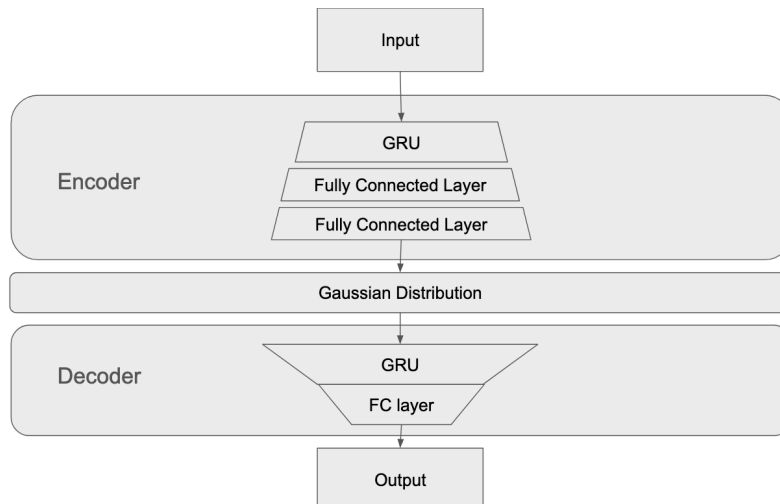 Input
GRU
Encoder
Fully Connected Layer
Fully Connected Layer
Gaussian Distribution
GRU
Decoder
FC layer
Output